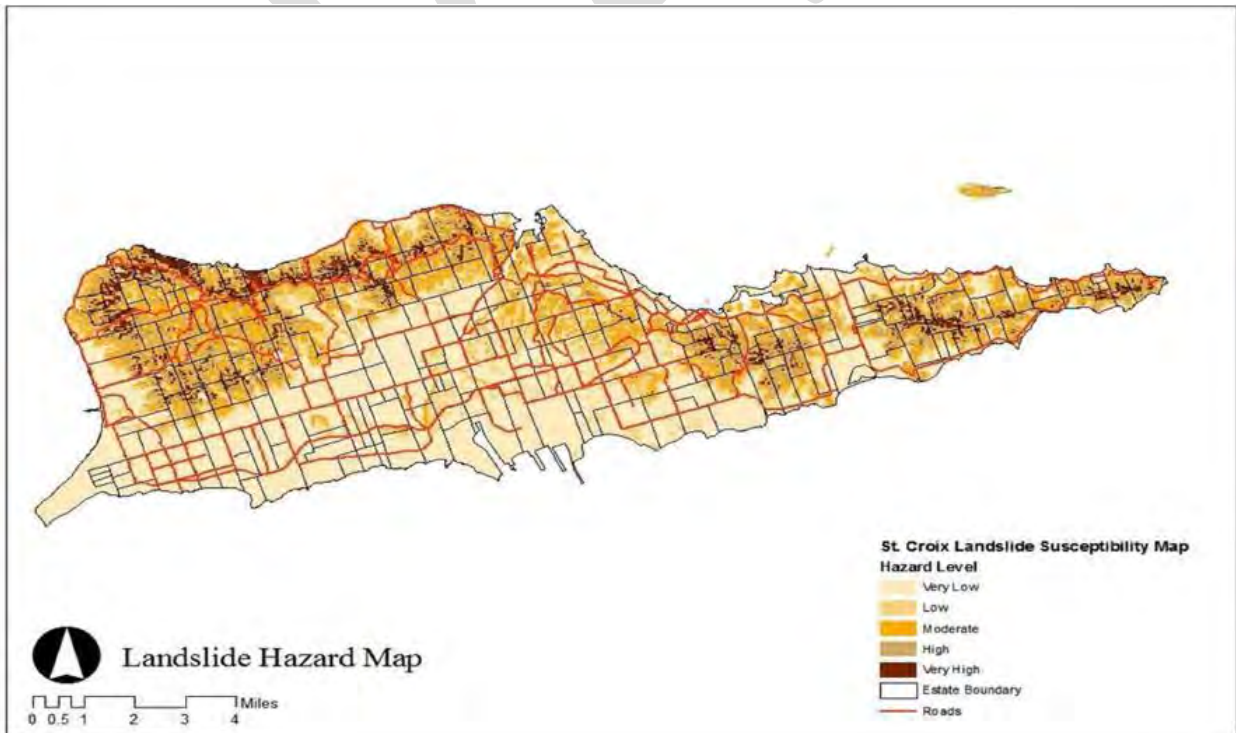 St. Croix Landslide Susceptibility Map
Hazard Level
Very Low
Low
Moderate
High
Very High
Estate Boundary
Roads
Landslide Hazard Map
Miles
0 0.5 1 2 3 4